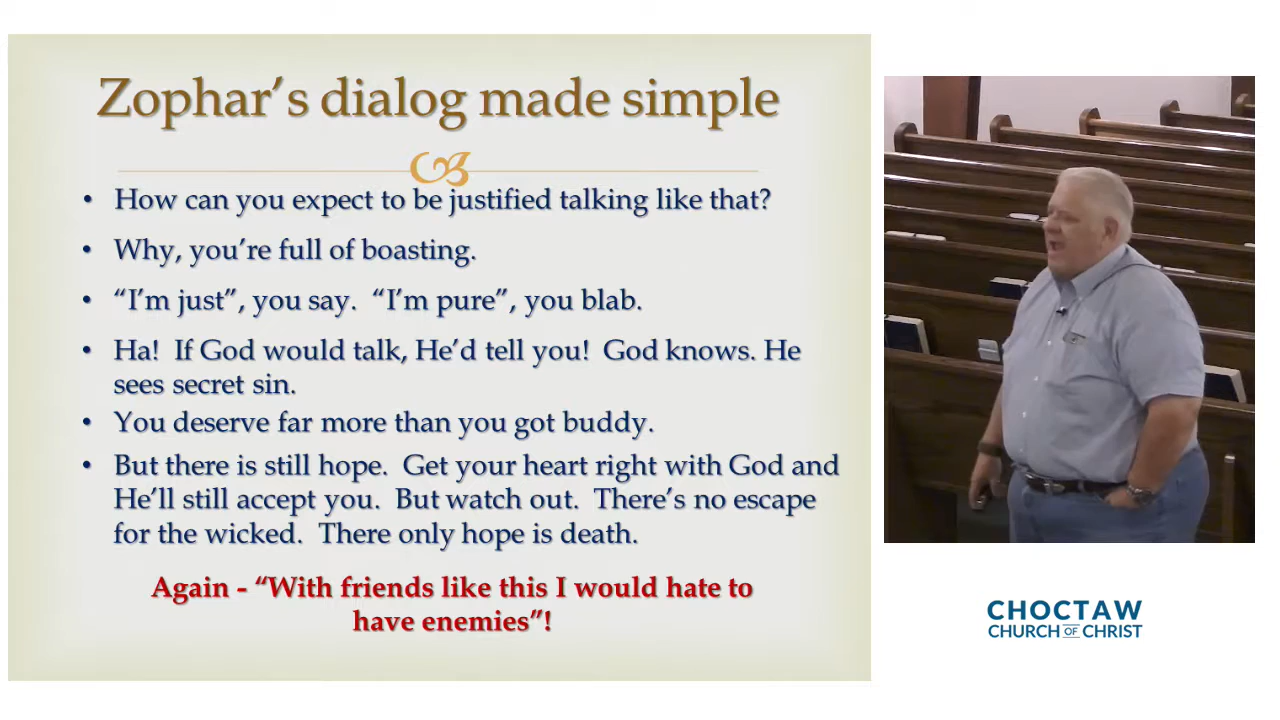 Zophar’s dialog made simple
• How can you expect to be justified talking like that?
• Why, you’re full of boasting.
• “I’m just”, you say.  “I’m pure”, you blab.
• Ha!  If God would talk, He’d tell you!  God knows. He
sees secret sin.
• You deserve far more than you got buddy.
• But there is still hope.  Get your heart right with God and
He’ll still accept you.  But watch out.  There’s no escape
for the wicked.  There only hope is death.
Again - “With friends like this I would hate to
have enemies”!
CHOCTAW
CHURCH OF CHRIST